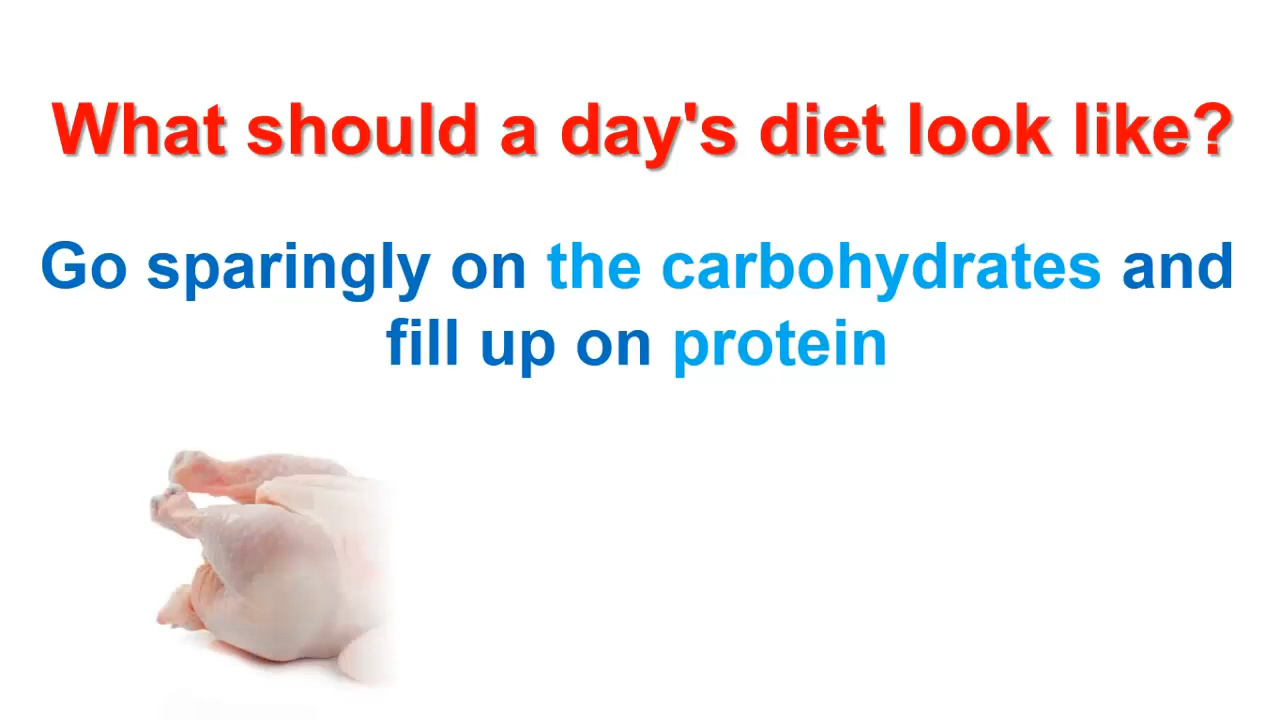 What should a day's diet look like?
Go sparingly on the carbohydrates and
fill up on protein